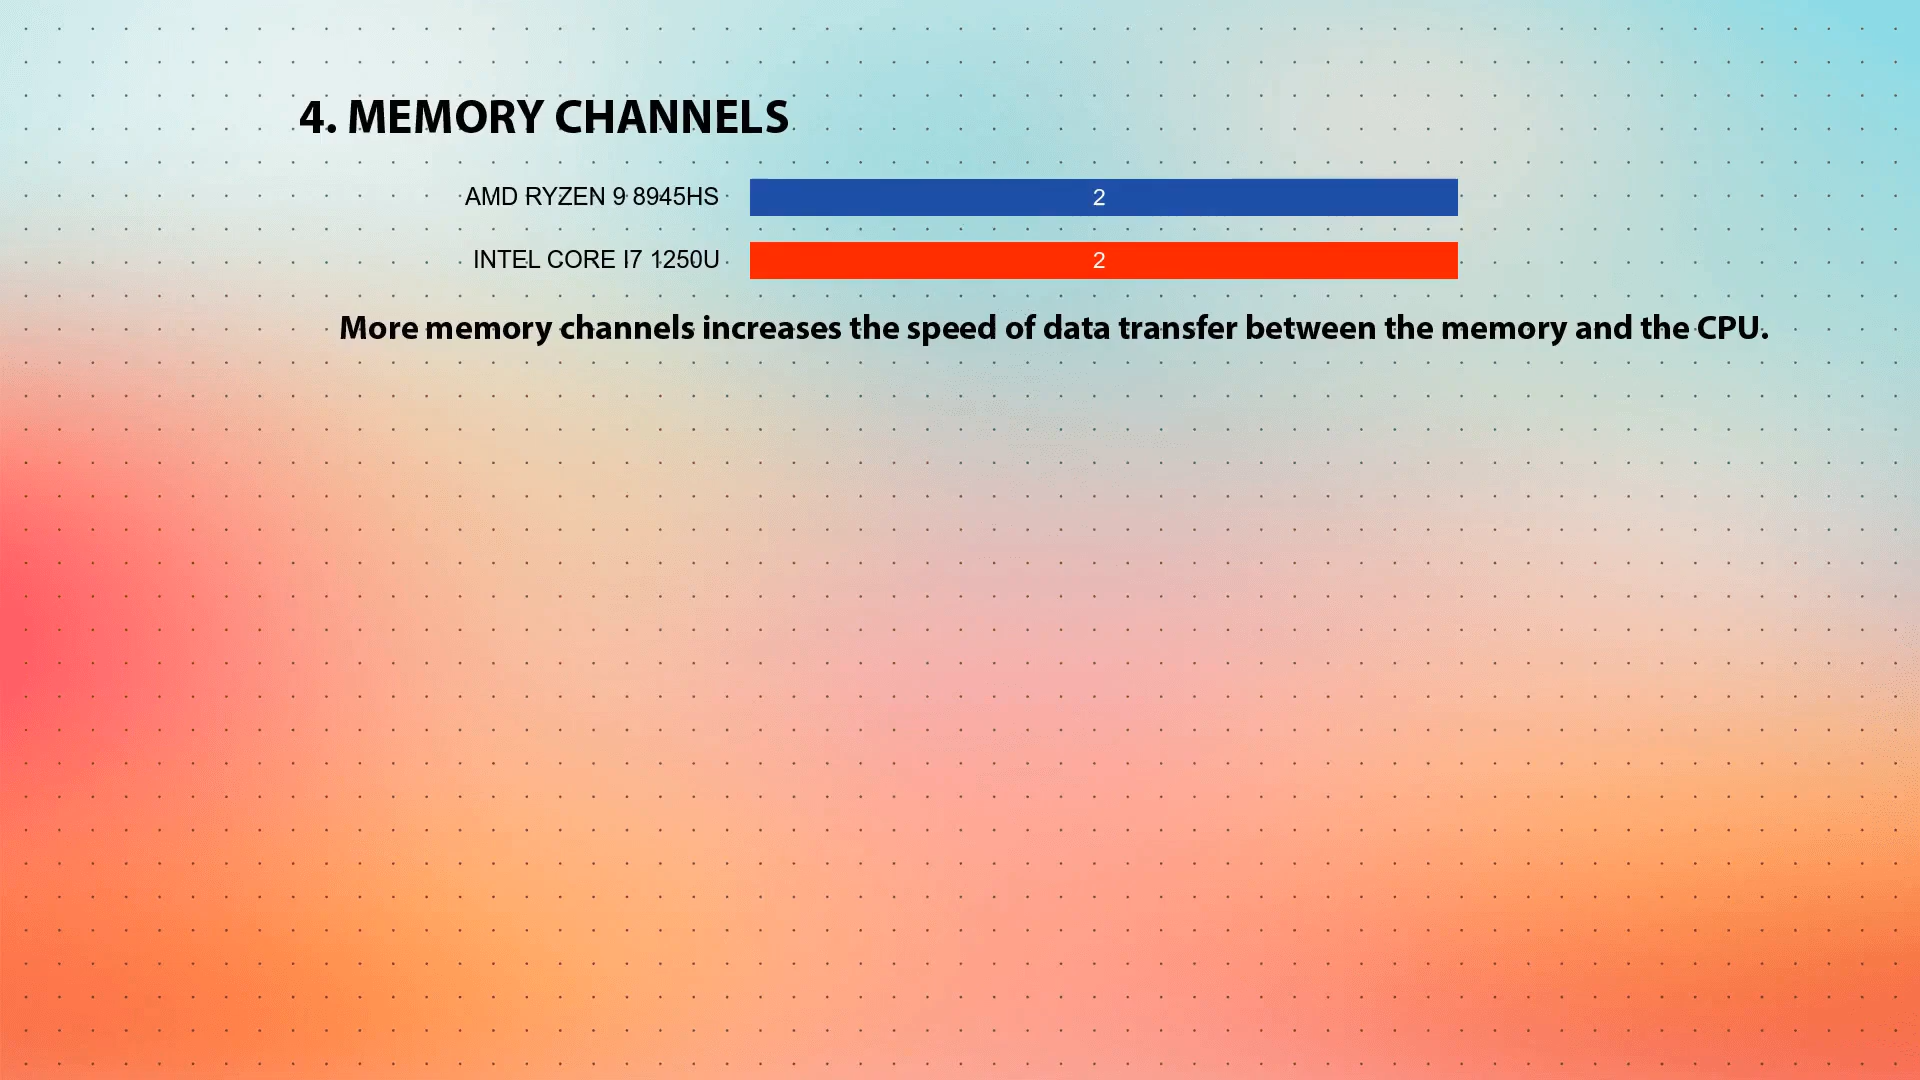 4. MEMORY CHANNELS
AMD RYZEN 9 8945HS 2
INTEL CORE I7 1250U 2
More memory channels increases the speed of data transfer between the memory and the CPU.